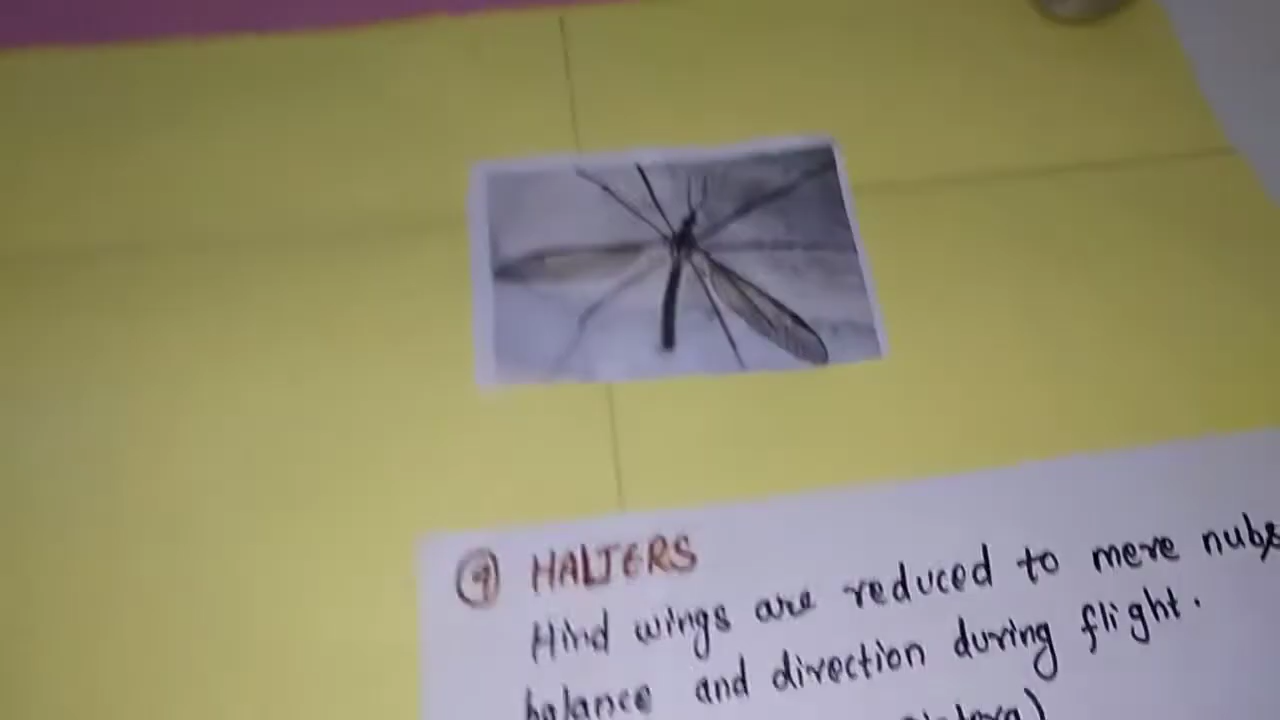 9 HALTERS
Hind wings are reduced to mere nubs
balance and direction during flight.